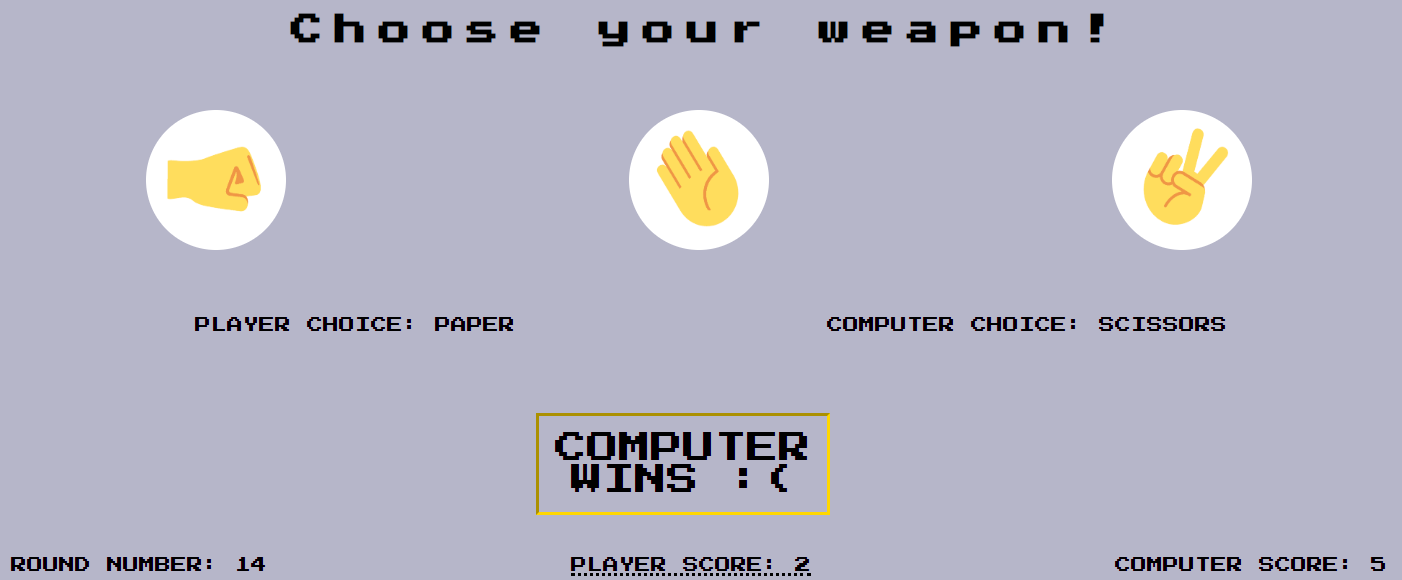 Choose your weapon!
PLAYER CHOICE: PAPER
COMPUTER CHOICE: SCISSORS
COMPUTER
WINS :(
ROUND NUMBER: 14
PLAYER SCORE: 2
COMPUTER SCORE: 5